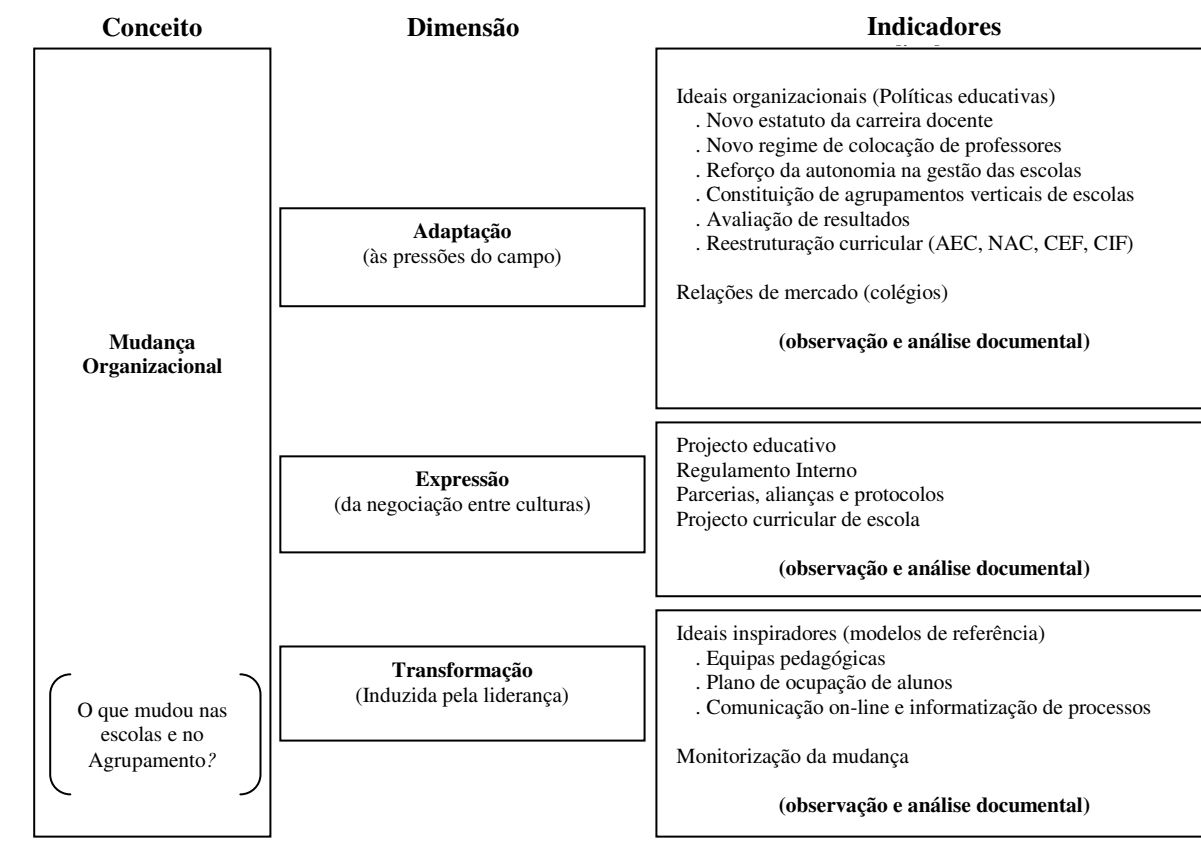 Conceito
Dimensão
Indicadores
Mudança
Organizacional
O que mudou nas
escolas e no
Agrupamento?
Adaptação
(às pressões do campo)
Ideais organizacionais (Políticas educativas)
. Novo estatuto da carreira docente
. Novo regime de colocação de professores
. Reforço da autonomia na gestão das escolas
. Constituição de agrupamentos verticais de escolas
. Avaliação de resultados
. Reestruturação curricular (AEC, NAC, CEF, CIF)
Relações de mercado (colégios)
(observação e análise documental)
Expressão
(da negociação entre culturas)
Projecto educativo
Regulamento Interno
Parcerias, alianças e protocolos
Projecto curricular de escola
(observação e análise documental)
Transformação
(Induzida pela liderança)
Ideais inspiradores (modelos de referência)
. Equipas pedagógicas
. Plano de ocupação de alunos
. Comunicação on-line e informatização de processos
Monitorização da mudança
(observação e análise documental)